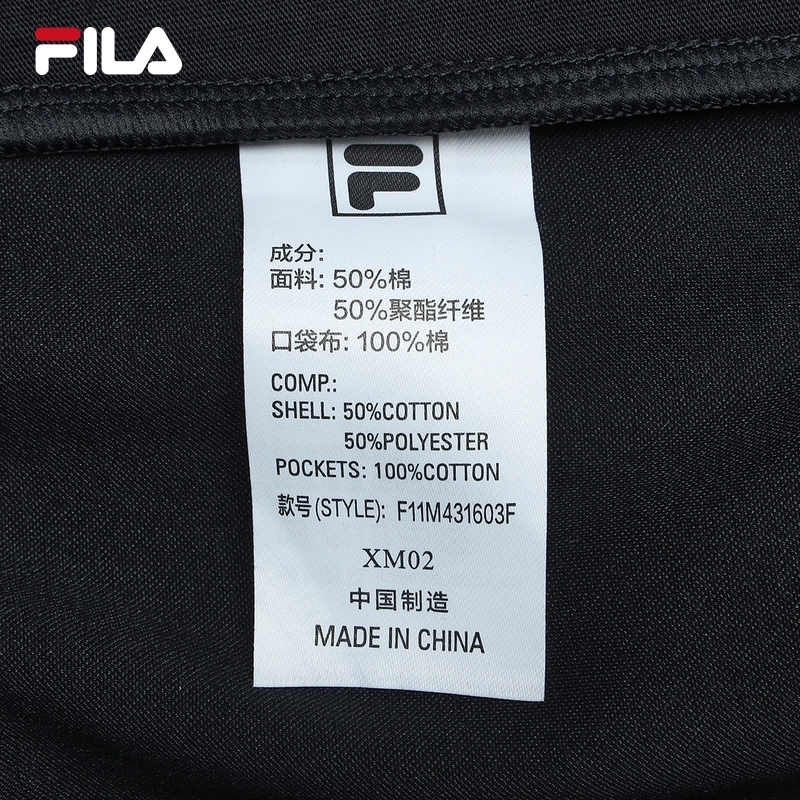 FILA
F
成分:
面料: 50%棉
50%聚酯纤维
口袋布: 100%棉
COMP.:
SHELL: 50%COTTON
50%POLYESTER
POCKETS: 100%COTTON
款号(STYLE): F11M431603F
XM02
中国制造
MADE IN CHINA